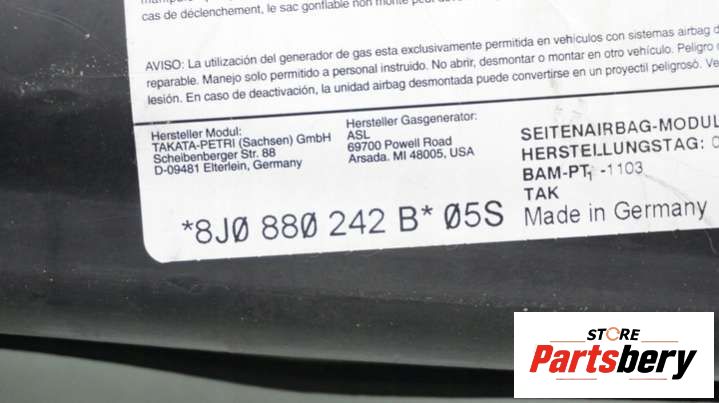 cas de déclenchement, le sac gonflable non monté peut
AVISO: La utilización del generador de gas esta exclusivamente permitida en vehículos con sistemas airbag
reparable. Manejo solo permitido a personal instruido. No abrir, desmontar o montar en otro vehículo. Peligro
lesión. En caso de deactivación, la unidad airbag desmontada puede convertirse en un proyectil peligrosó.
Hersteller Modul:
TAKATA-PETRI (Sachsen) GmbH
Scheibenberger Str. 88
D-09481 Elterlein, Germany
Hersteller Gasgenerator:
ASL
69700 Powell Road
Arsada. MI 48005, USA
SEITENAIRBAG-MODUL
HERSTELLUNGSTAG:
BAM-PT1-1103
TAK
Made in Germany
*8J0 880 242 B* 05S
STORE
Partsbery